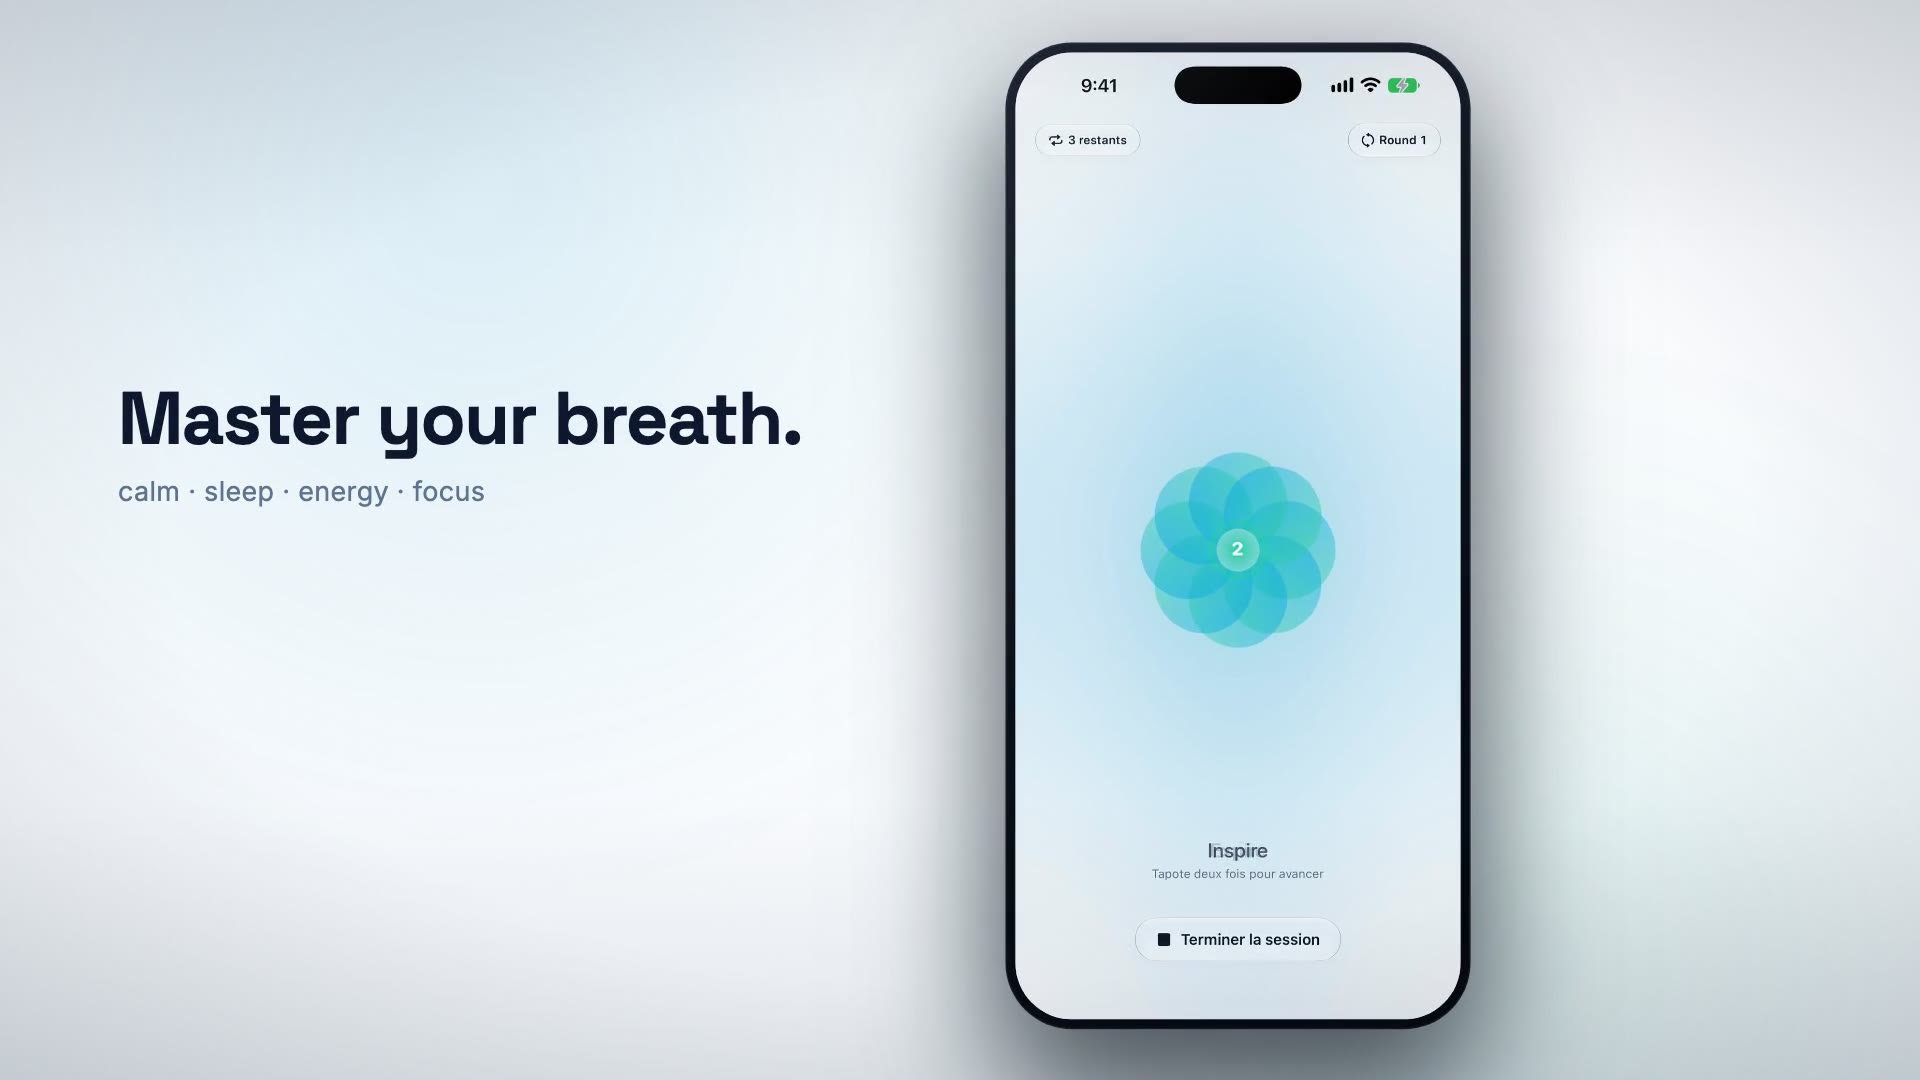 Master your breath.
calm · sleep · energy · focus
9:41
3 restants
Round 1
2
Inspire
Tapote deux fois pour avancer
Terminer la session